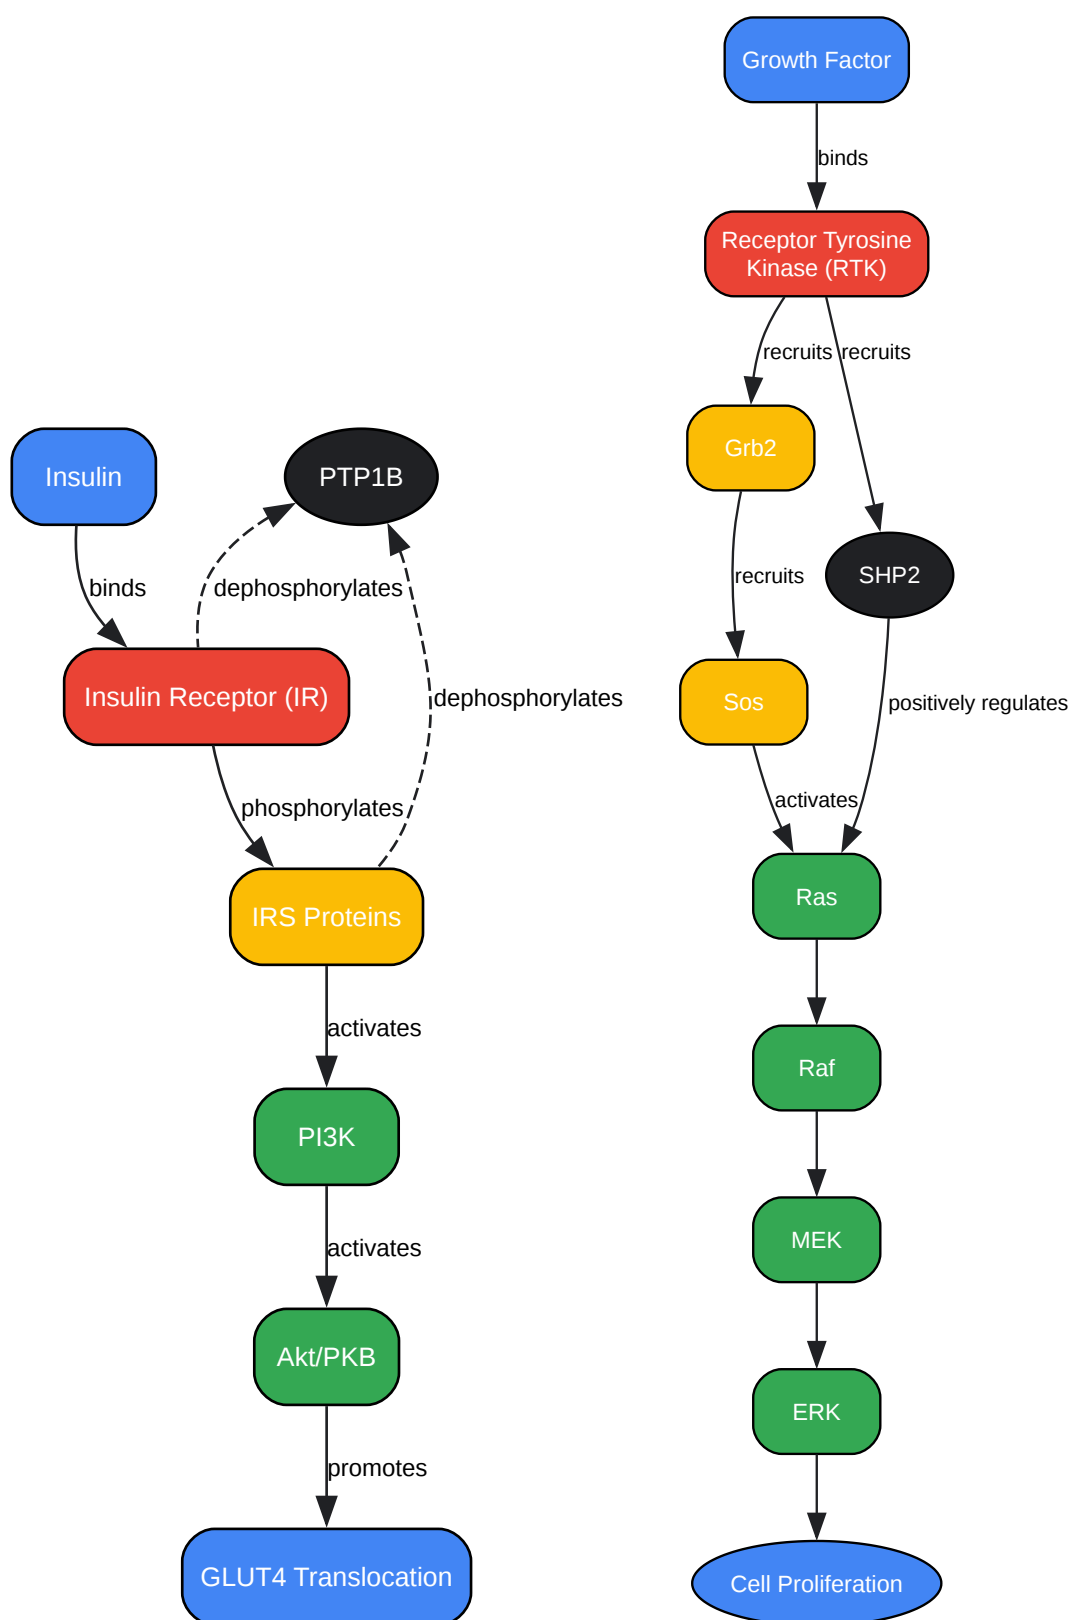 Growth Factor
binds
Receptor Tyrosine
Kinase (RTK)
recruits
recruits
Grb2
SHP2
recruits
Sos
positively regulates
activates
Ras
Raf
MEK
ERK
Cell Proliferation
Insulin
PTP1B
binds
dephosphorylates
Insulin Receptor (IR)
dephosphorylates
phosphorylates
IRS Proteins
activates
PI3K
activates
Akt/PKB
promotes
GLUT4 Translocation